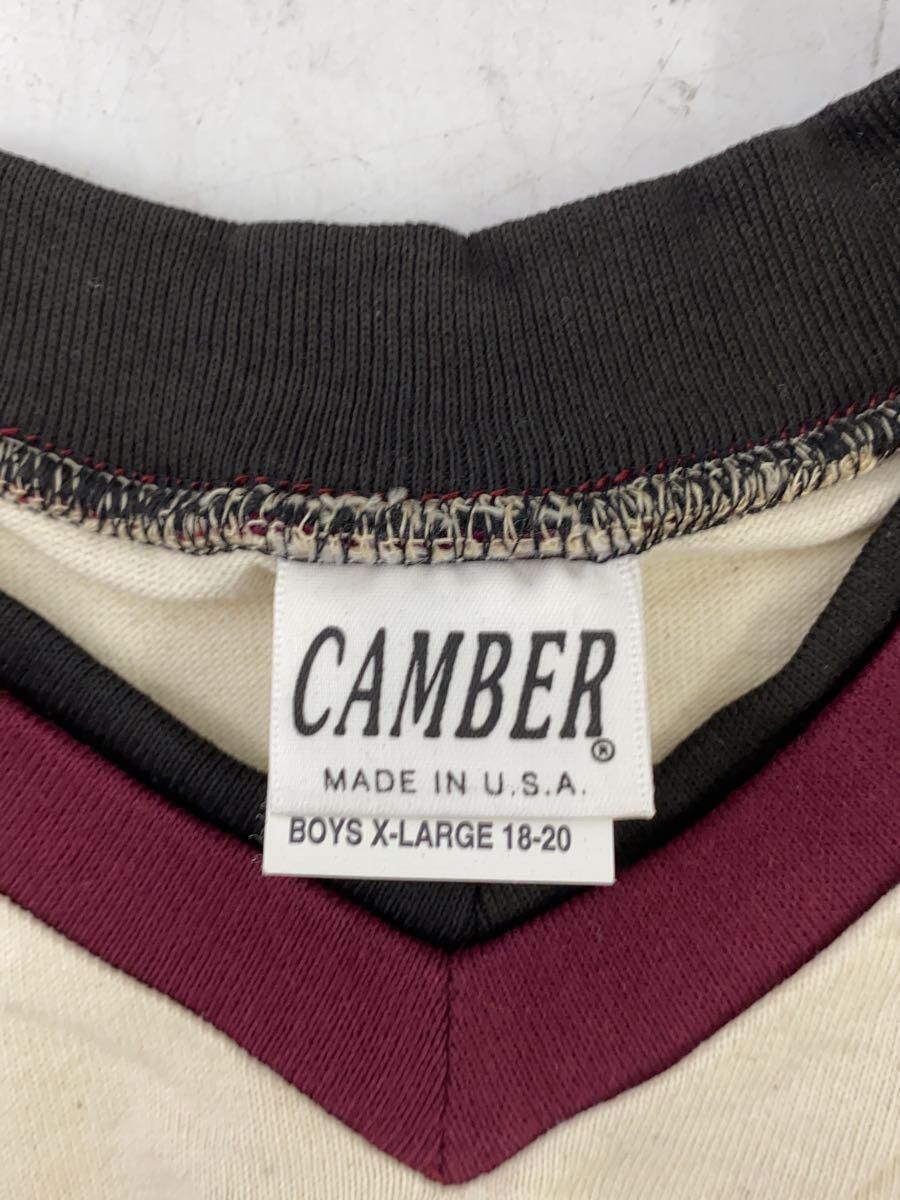 CAMBER®
MADE IN U.S.A.
BOYS X-LARGE 18-20